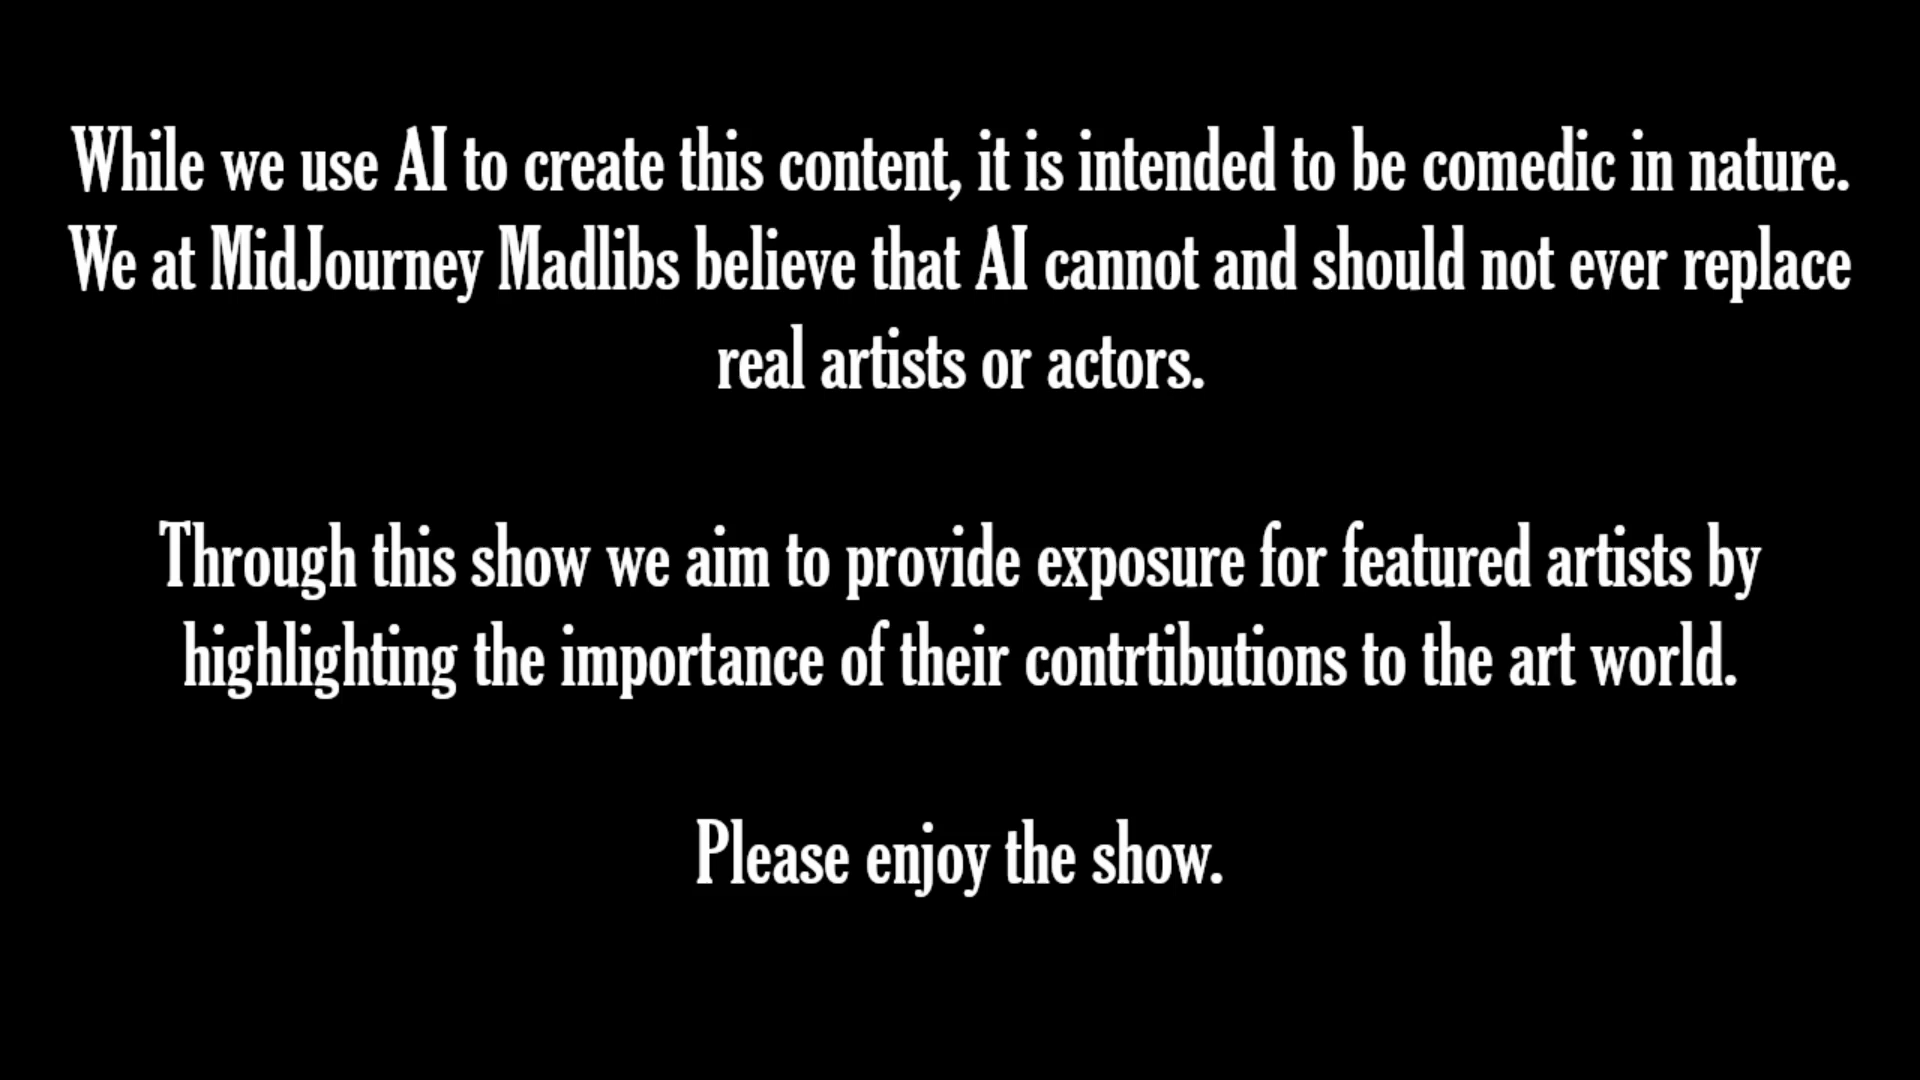 While we use AI to create this content, it is intended to be comedic in nature.
We at MidJourney Madlibs believe that AI cannot and should not ever replace
real artists or actors.
Through this show we aim to provide exposure for featured artists by
highlighting the importance of their contrtibutions to the art world.
Please enjoy the show.